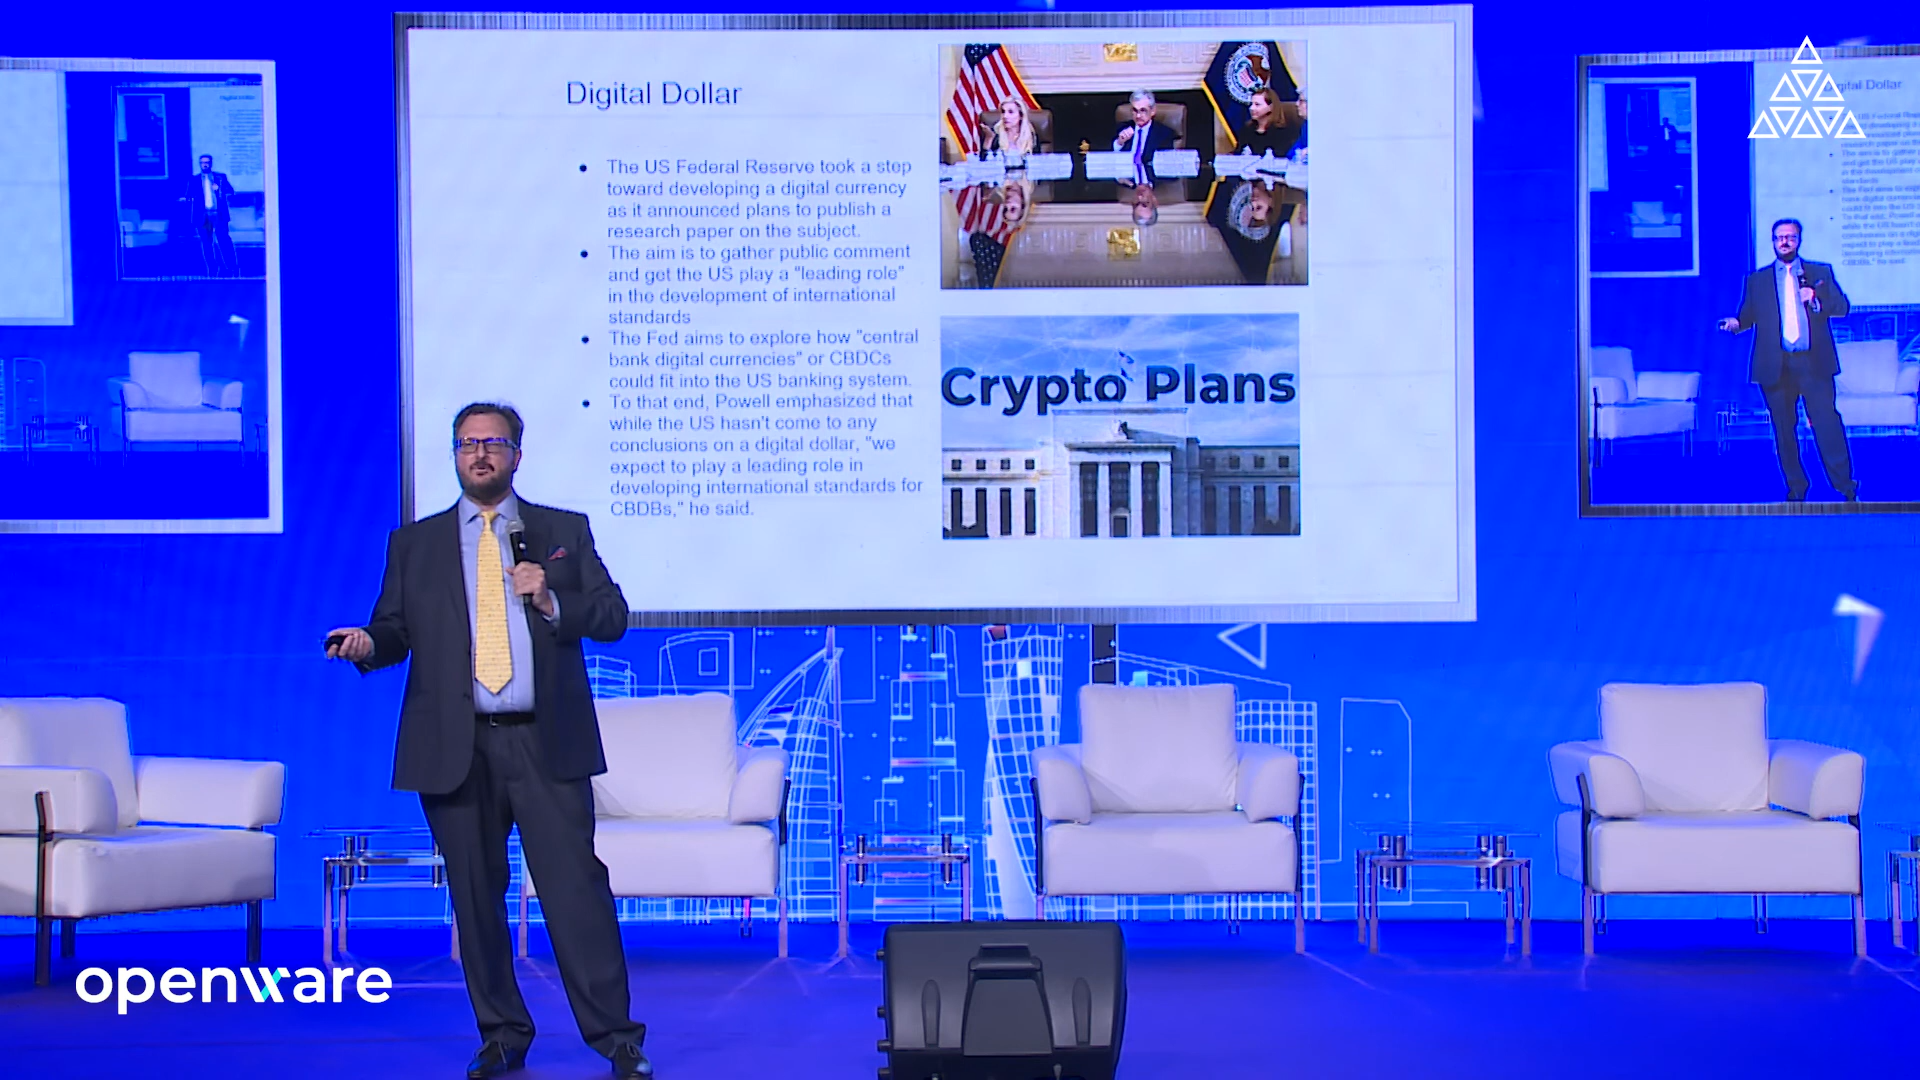 Digital Dollar
The US Federal Reserve took a step
toward developing a digital currency
as it announced plans to publish a
research paper on the subject.
The aim is to gather public comment
and get the US play a "leading role"
in the development of international
standards
The Fed aims to explore how "central
bank digital currencies" or CBDCs
could fit into the US banking system.
To that end, Powell emphasized that
while the US hasn't come to any
conclusions on a digital dollar, "we
expect to play a leading role in
developing international standards for
CBDBs," he said.
Crypto Plans
Digital Dollar
openware